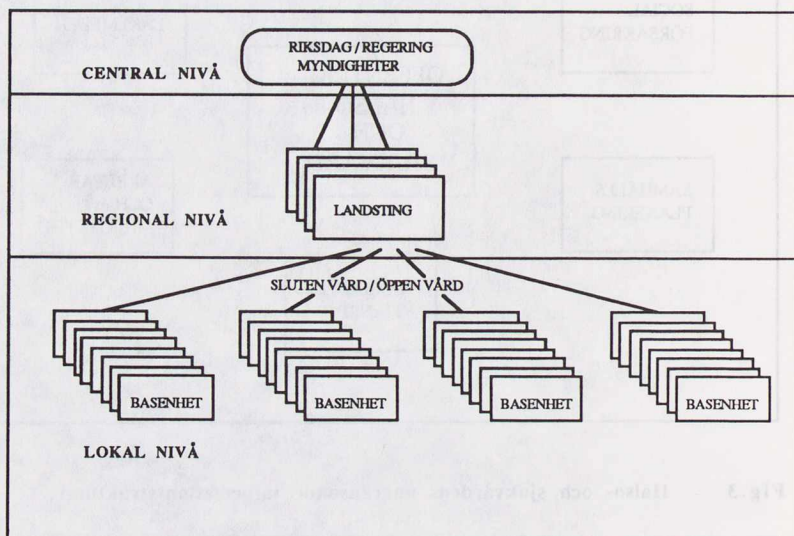 RIKSDAG / REGERING
MYNDIGHETER
CENTRAL NIVÅ
LANDSTING
REGIONAL NIVÅ
SLUTEN VÅRD / ÖPPEN VÅRD
BASENHET BASENHET BASENHET BASENHET
LOKAL NIVÅ